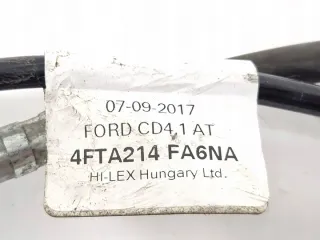 07-09-2017
FORD CD4,1 AT
4FTA214 FA6NA
HI-LEX Hungary Ltd.